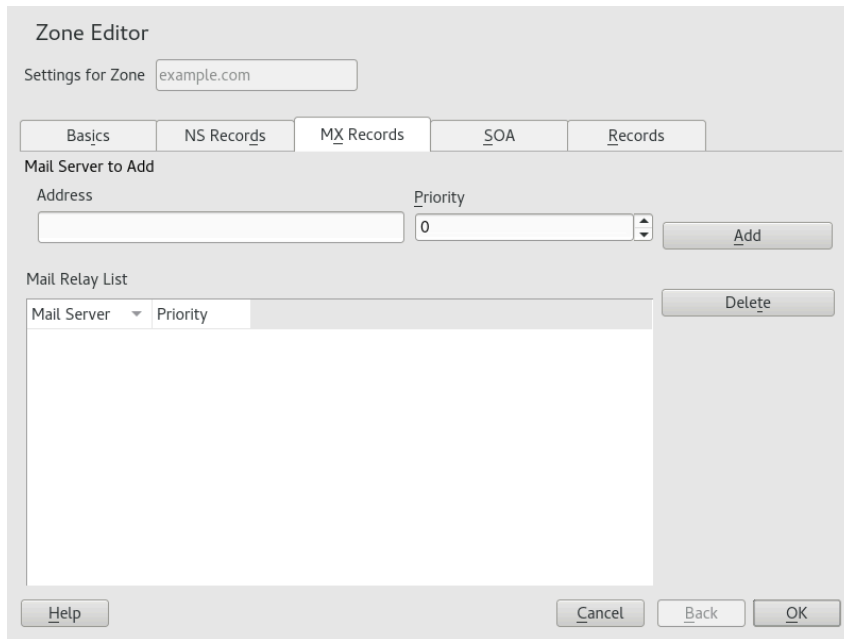 Zone Editor
Settings for Zone example.com
Basics NS Records MX Records SOA Records
Mail Server to Add
Address Priority
0 Add
Mail Relay List
Delete
Mail Server Priority
Help Cancel Back OK